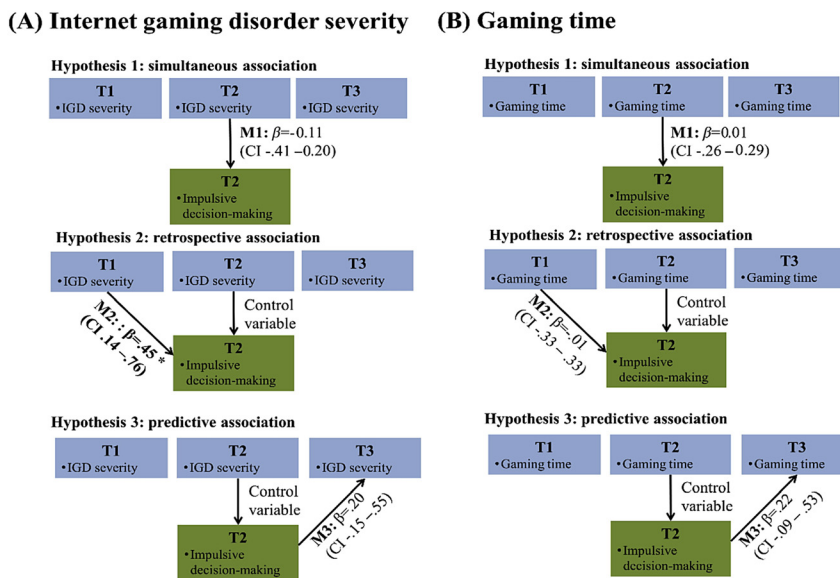 (A) Internet gaming disorder severity
Hypothesis 1: simultaneous association
T1
•IGD severity
T2
•IGD severity
T3
•IGD severity
M1: β=-0.11
(CI -.41 –0.20)
T2
•Impulsive
decision-making
Hypothesis 2: retrospective association
T1
•IGD severity
T2
•IGD severity
T3
•IGD severity
M2: : β=.45 *
(CI .14 –.76)
Control
variable
T2
•Impulsive
decision-making
Hypothesis 3: predictive association
T1
•IGD severity
T2
•IGD severity
T3
•IGD severity
Control
variable
M3: β=.20
(CI -.15 –.55)
T2
•Impulsive
decision-making
(B) Gaming time
Hypothesis 1: simultaneous association
T1
•Gaming time
T2
•Gaming time
T3
•Gaming time
M1: β=0.01
(CI -.26 – 0.29)
T2
•Impulsive
decision-making
Hypothesis 2: retrospective association
T1
•Gaming time
T2
•Gaming time
T3
•Gaming time
M2: β=-.01
(CI -.33 – .33)
Control
variable
T2
•Impulsive
decision-making
Hypothesis 3: predictive association
T1
•Gaming time
T2
•Gaming time
T3
•Gaming time
Control
variable
M3: β=.22
(CI -.09 – .53)
T2
•Impulsive
decision-making